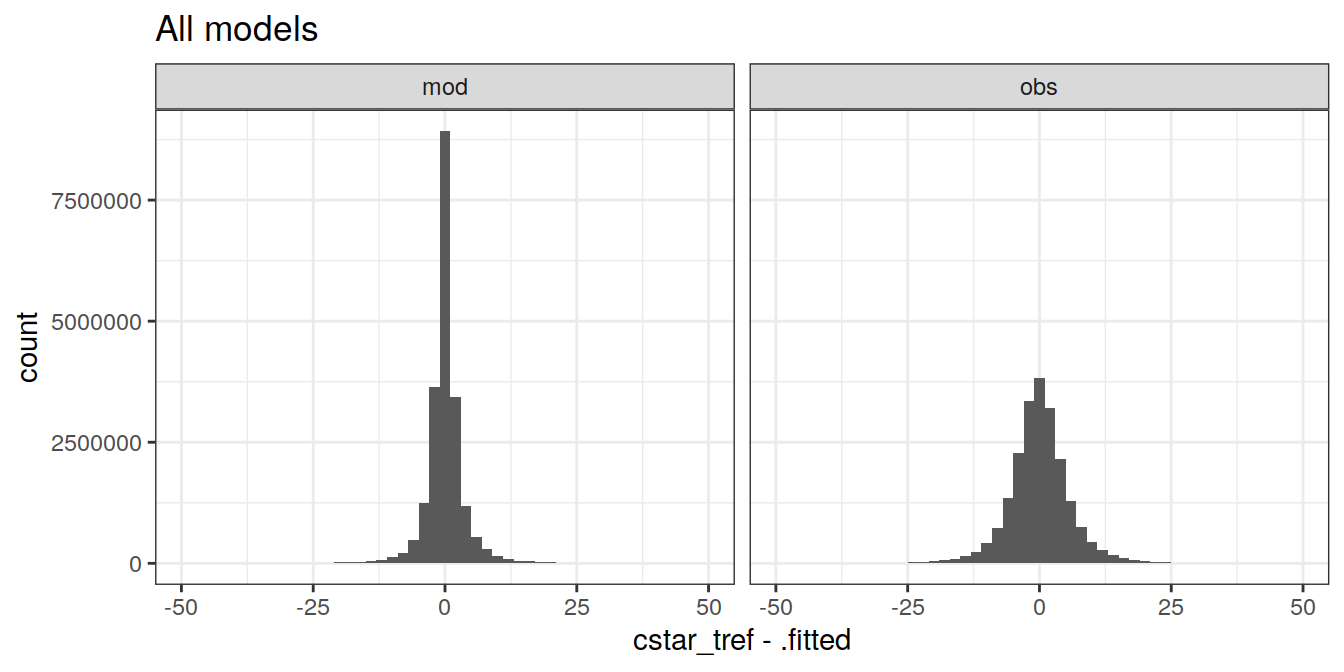 All models
mod obs
count
7500000
5000000
2500000
0
-50 -25 0 25 50 -50 -25 0 25 50
cstar_tref - .fitted